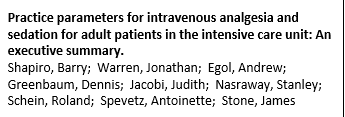 Practice parameters for intravenous analgesia and
sedation for adult patients in the intensive care unit: An
executive summary.
Shapiro, Barry;  Warren, Jonathan;  Egol, Andrew;
Greenbaum, Dennis;  Jacobi, Judith;  Nasraway, Stanley;
Schein, Roland;  Spevetz, Antoinette;  Stone, James